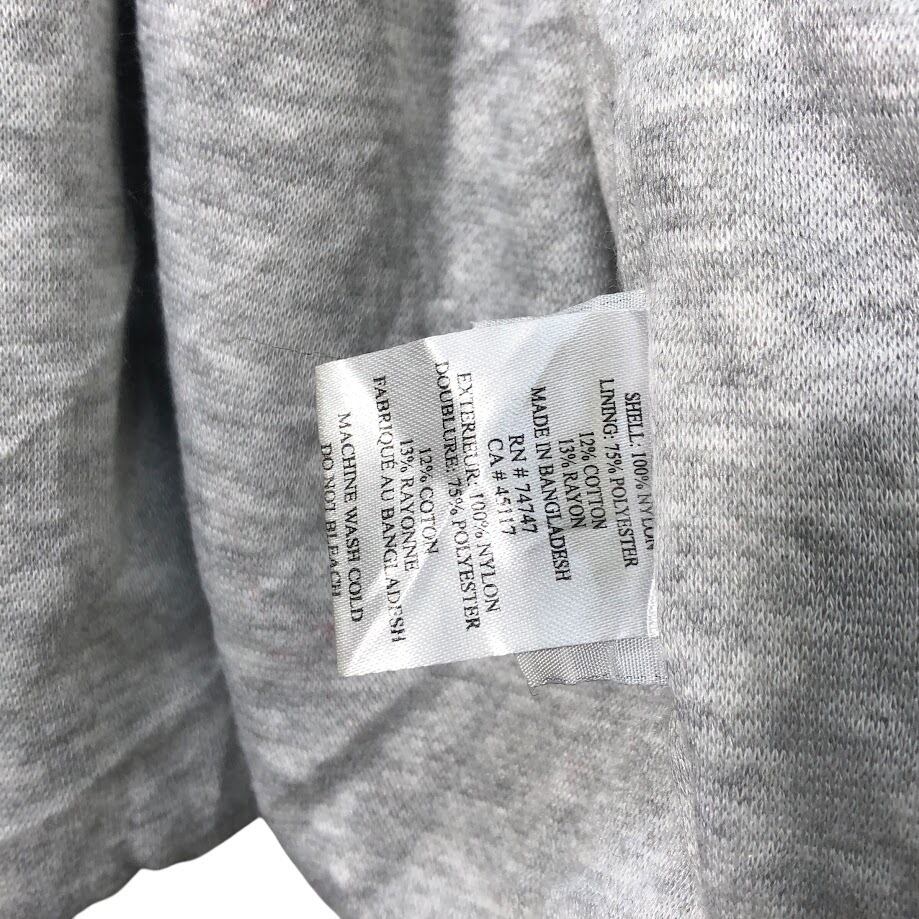 SHELL: 100% NYLON
LINING: 75% POLYESTER
12% COTTON
13% RAYON
MADE IN BANGLADESH
RN # 74747
CA # 45117
EXTERIEUR: 100% NYLON
DOUBLURE: 75% POLYESTER
12% COTON
13% RAYONNE
FABRIQUÉ AU BANGLADESH
MACHINE WASH COLD
DO NOT BLEACH